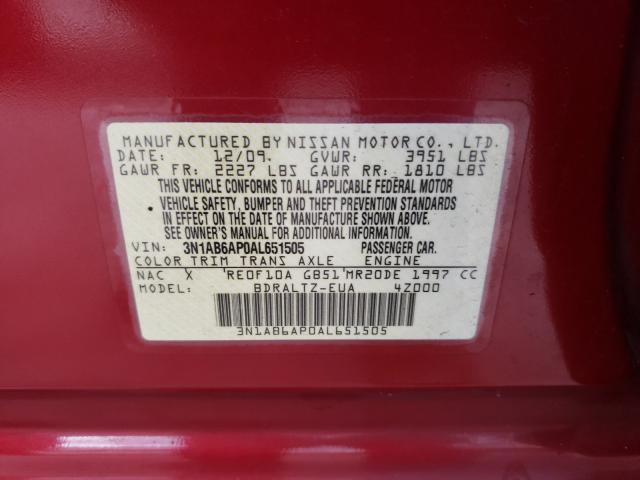 MANUFACTURED BY NISSAN MOTOR CO., LTD.
DATE: 12/09. GVWR: 3951 LBS
GAWR FR: 2227 LBS GAWR RR: 1810 LBS
THIS VEHICLE CONFORMS TO ALL APPLICABLE FEDERAL MOTOR
VEHICLE SAFETY, BUMPER AND THEFT PREVENTION STANDARDS
IN EFFECT ON THE DATE OF MANUFACTURE SHOWN ABOVE.
SEE OWNER'S MANUAL FOR ADDITIONAL INFORMATION.
VIN: 3N1AB6AP0AL651505 PASSENGER CAR.
COLOR TRIM TRANS AXLE ENGINE
NAC X 'RE0F10A GB51'MR20DE 1997 CC
MODEL: BDRALTZ-EUA 4Z000
3N1AB6AP0AL651505